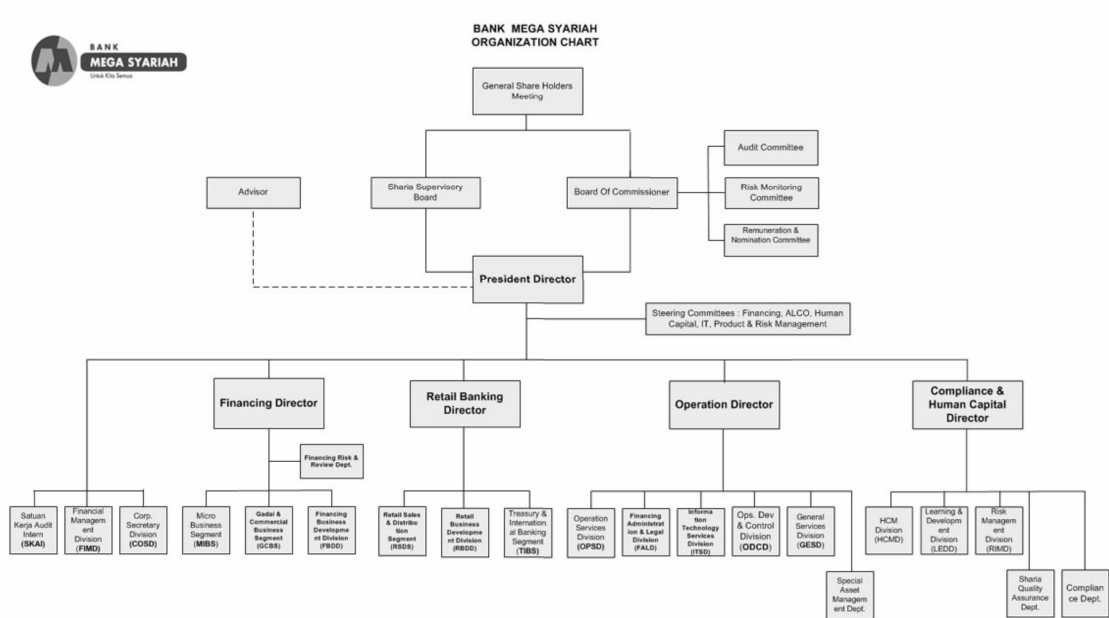 BANK MEGA SYARIAH
ORGANIZATION CHART
BANK
MEGA SYARIAH
Untuk Kita Semua
General Share Holders
Meeting
Audit Committee
Advisor
Sharia Supervisory
Board
Board Of Commissioner
Risk Monitoring
Committee
Remuneration &
Nomination Committee
President Director
Steering Committees : Financing, ALCO, Human
Capital, IT, Product & Risk Management
Financing Director
Retail Banking
Director
Operation Director
Compliance &
Human Capital
Director
Financing Risk &
Review Dept.
Satuan
Kerja Audit
Intern
(SKAI)
Financial
Managem
ent
Division
(FIMD)
Corp.
Secretary
Division
(COSD)
Micro
Business
Segment
(MIBS)
Gadai &
Commercial
Business
Segment
(GCBS)
Financing
Business
Developme
nt Division
(FBDD)
Retail Sales
& Distribu
tion
Segment
(RSDS)
Retail
Business
Developme
nt Division
(RBDD)
Treasury &
Internation
al Banking
Segment
(TIBS)
Operation
Services
Division
(OPSD)
Financing
Administrat
ion & Legal
Division
(FALD)
Informa
tion
Technology
Services
Division
(ITSD)
Ops. Dev
& Control
Division
(ODCD)
General
Services
Division
(GESD)
HCM
Division
(HCMD)
Learning &
Developm
ent
Division
(LEDD)
Risk
Managem
ent
Division
(RIMD)
Special
Asset
Managem
ent Dept.
Sharia
Quality
Assurance
Dept.
Complian
ce Dept.